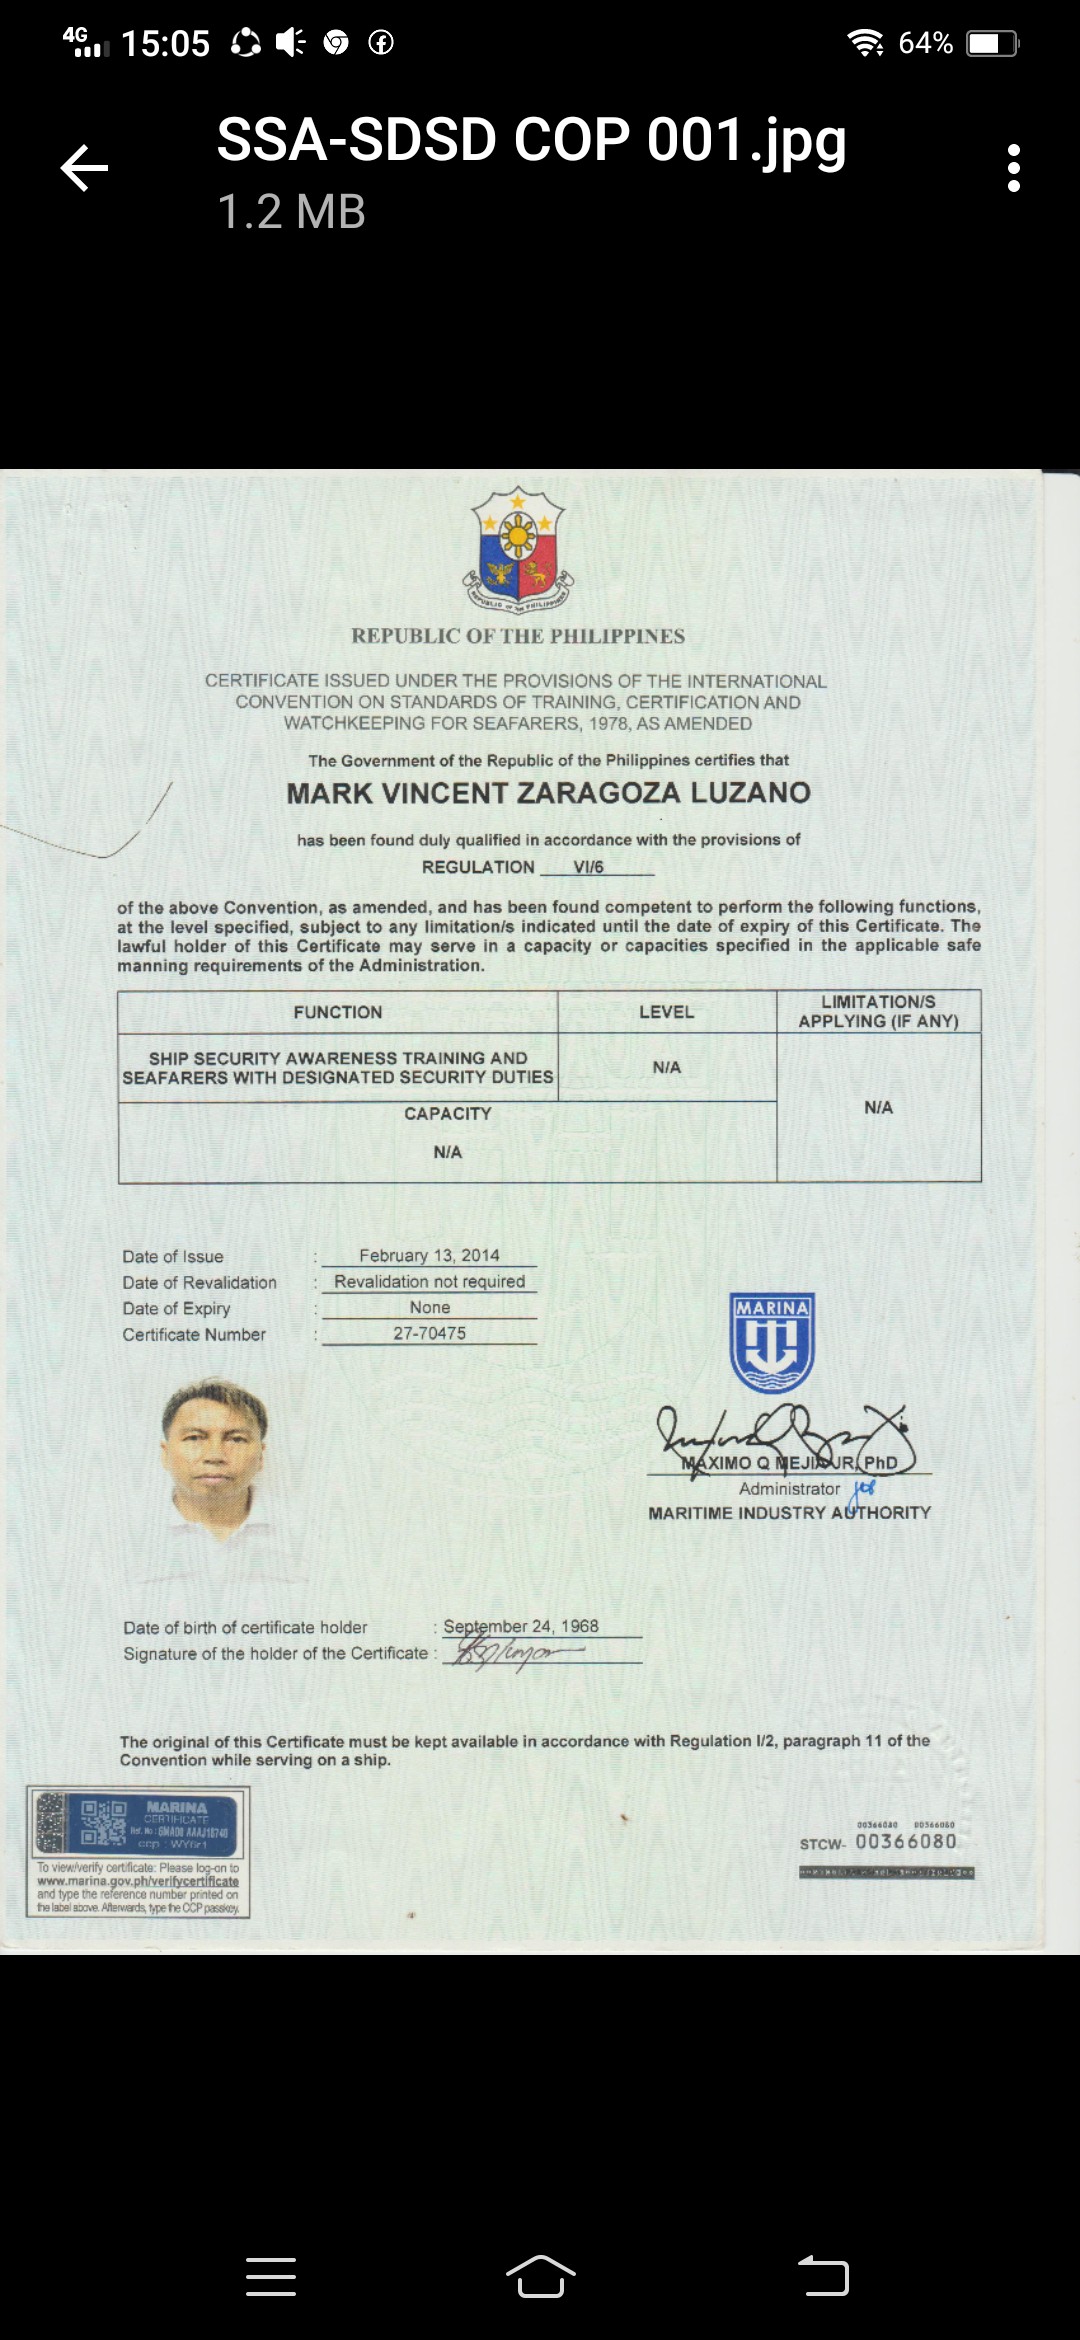 4G 15:05 64%
SSA-SDSD COP 001.jpg
1.2 MB
REPUBLIC OF THE PHILIPPINES
REPUBLIC OF THE PHILIPPINES
CERTIFICATE ISSUED UNDER THE PROVISIONS OF THE INTERNATIONAL
CONVENTION ON STANDARDS OF TRAINING, CERTIFICATION AND
WATCHKEEPING FOR SEAFARERS, 1978, AS AMENDED
The Government of the Republic of the Philippines certifies that
MARK VINCENT ZARAGOZA LUZANO
has been found duly qualified in accordance with the provisions of
REGULATION VI/6
of the above Convention, as amended, and has been found competent to perform the following functions,
at the level specified, subject to any limitation/s indicated until the date of expiry of this Certificate. The
lawful holder of this Certificate may serve in a capacity or capacities specified in the applicable safe
manning requirements of the Administration.
FUNCTION LEVEL LIMITATION/S
APPLYING (IF ANY)
SHIP SECURITY AWARENESS TRAINING AND
SEAFARERS WITH DESIGNATED SECURITY DUTIES
N/A
N/A
CAPACITY
N/A
Date of Issue : February 13, 2014
Date of Revalidation : Revalidation not required
Date of Expiry : None
Certificate Number : 27-70475
MARINA
MAXIMO Q MEJIA JR, PhD
Administrator
MARITIME INDUSTRY AUTHORITY
Date of birth of certificate holder : September 24, 1968
Signature of the holder of the Certificate :
The original of this Certificate must be kept available in accordance with Regulation I/2, paragraph 11 of the
Convention while serving on a ship.
MARINA
CERTIFICATE
Ref. No :
ccp :
To view/verify certificate: Please log-on to
www.marina.gov.ph/verifycertificate
and type the reference number printed on
the label above. Afterwards, type the CCP passkey.
00366080 00366080
STCW- 00366080